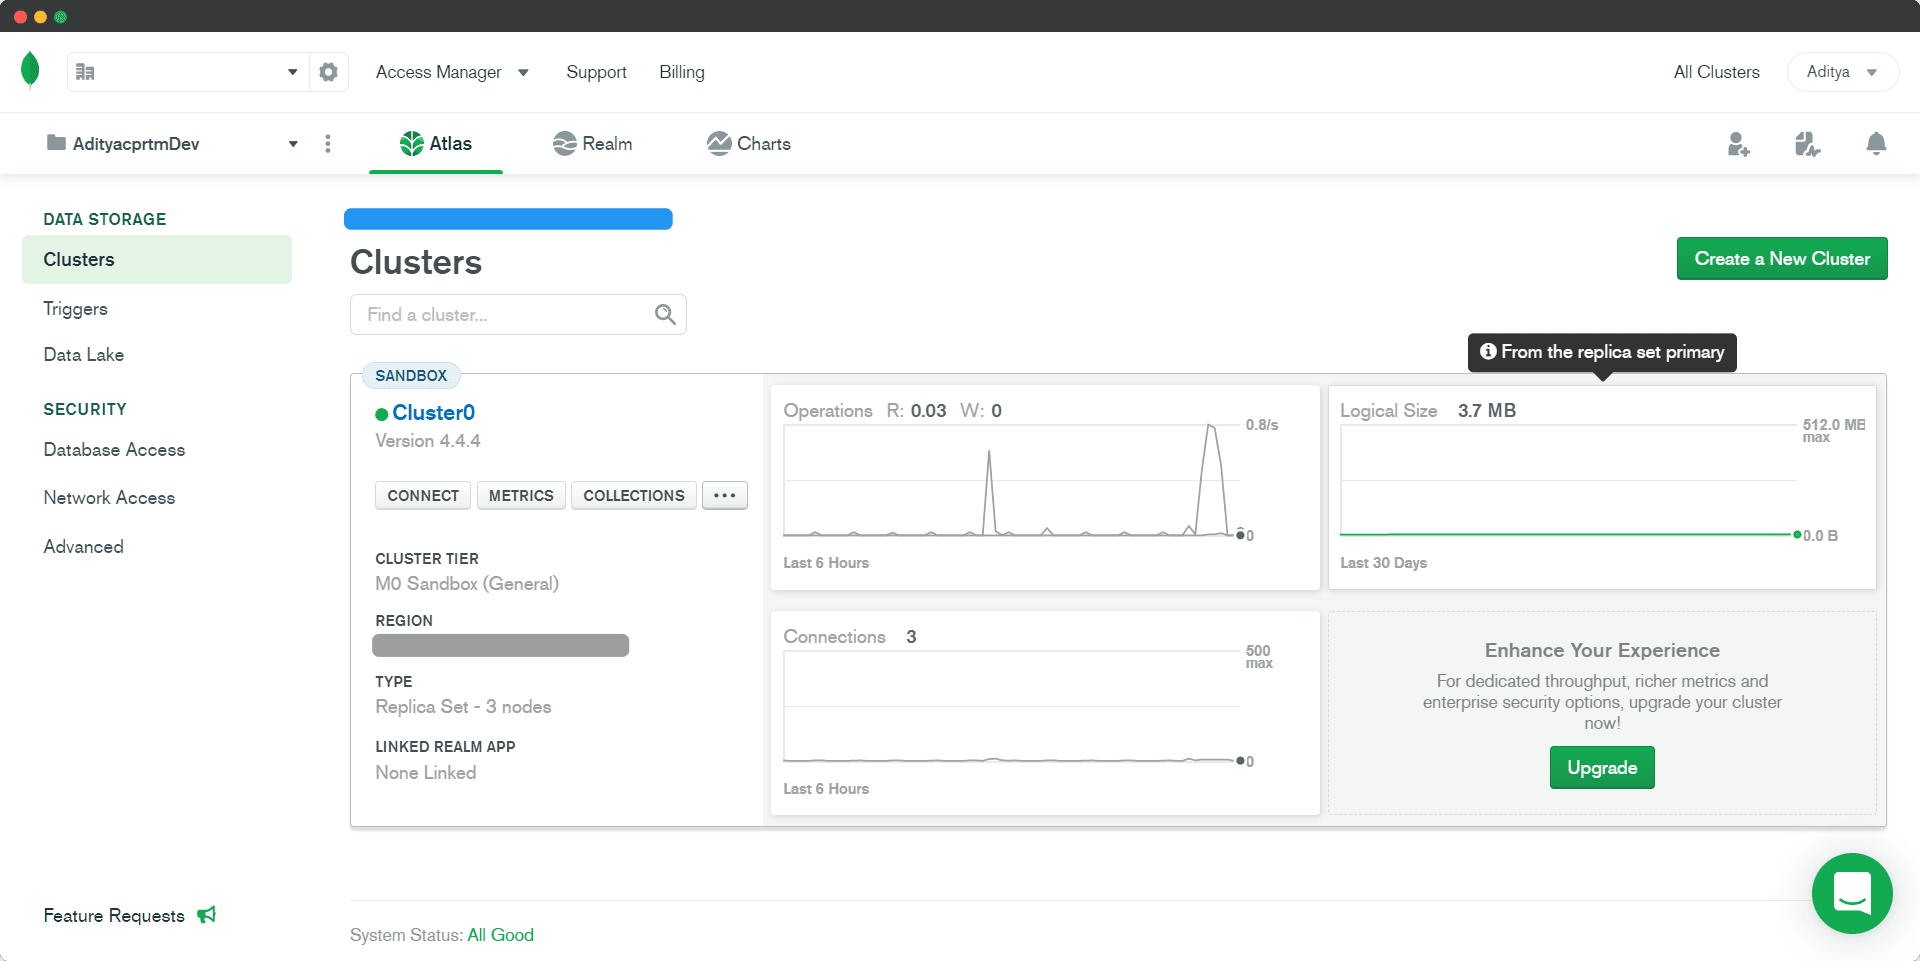 Access Manager
Support
Billing
All Clusters
Aditya
AdityacprtmDev
Atlas
Realm
Charts
DATA STORAGE
Clusters
Triggers
Data Lake
SECURITY
Database Access
Network Access
Advanced
Feature Requests
Clusters
Create a New Cluster
Find a cluster...
From the replica set primary
SANDBOX
Cluster0
Version 4.4.4
CONNECT
METRICS
COLLECTIONS
CLUSTER TIER
M0 Sandbox (General)
REGION
TYPE
Replica Set - 3 nodes
LINKED REALM APP
None Linked
Operations R: 0.03 W: 0
0.8/s
0
Last 6 Hours
Logical Size 3.7 MB
512.0 MB
max
0.0 B
Last 30 Days
Connections 3
500
max
0
Last 6 Hours
Enhance Your Experience
For dedicated throughput, richer metrics and
enterprise security options, upgrade your cluster
now!
Upgrade
System Status: All Good